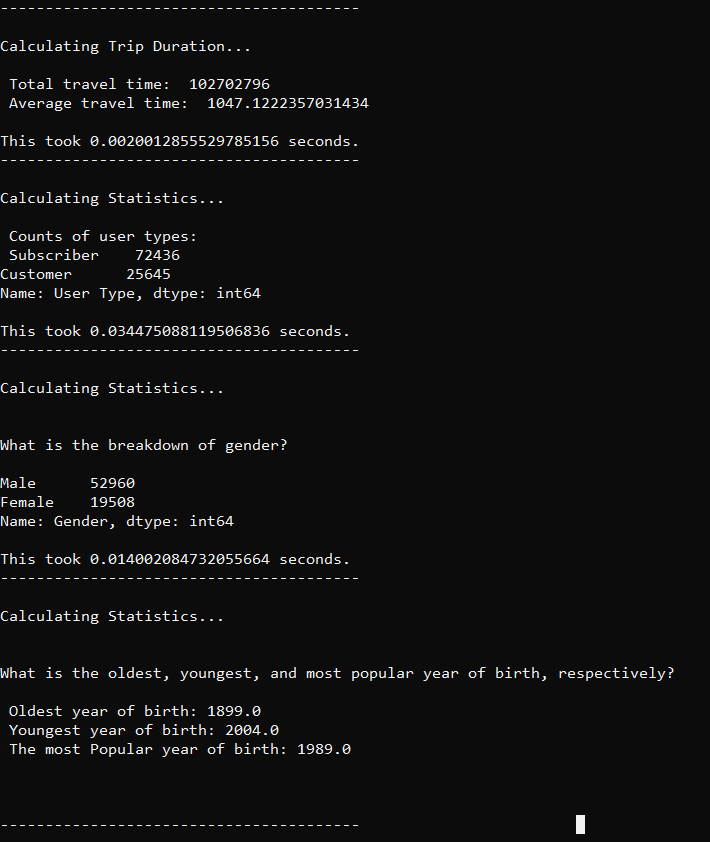 ----------------------------------------
Calculating Trip Duration...
 Total travel time:  102702796
 Average travel time:  1047.1222357031434
This took 0.0020012855529785156 seconds.
----------------------------------------
Calculating Statistics...
 Counts of user types:
 Subscriber    72436
Customer      25645
Name: User Type, dtype: int64
This took 0.034475088119506836 seconds.
----------------------------------------
Calculating Statistics...
What is the breakdown of gender?
Male      52960
Female    19508
Name: Gender, dtype: int64
This took 0.014002084732055664 seconds.
----------------------------------------
Calculating Statistics...
What is the oldest, youngest, and most popular year of birth, respectively?
 Oldest year of birth: 1899.0
 Youngest year of birth: 2004.0
 The most Popular year of birth: 1989.0
----------------------------------------